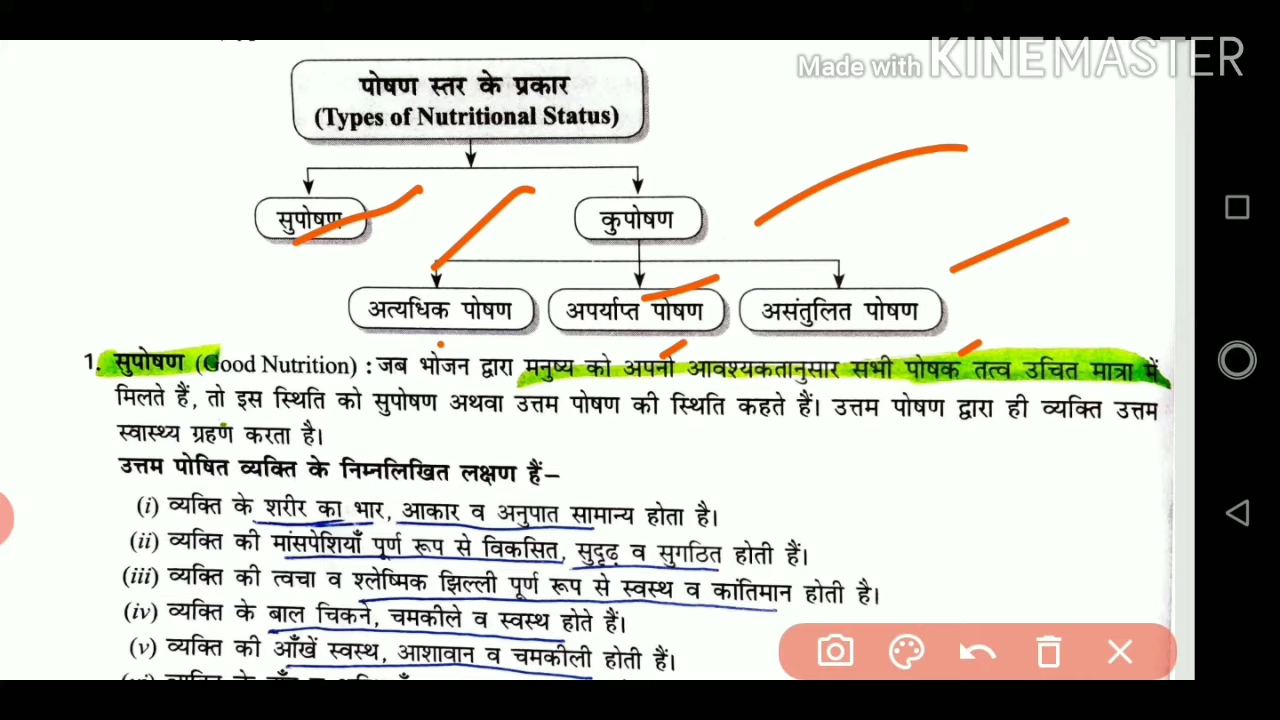 Made with KINEMASTER
पोषण स्तर के प्रकार
(Types of Nutritional Status)
सुपोषण
कुपोषण
अत्यधिक पोषण
अपर्याप्त पोषण
असंतुलित पोषण
1. सुपोषण (Good Nutrition) : जब भोजन द्वारा मनुष्य को अपनी आवश्यकतानुसार सभी पोषक तत्व उचित मात्रा में
मिलते हैं, तो इस स्थिति को सुपोषण अथवा उत्तम पोषण की स्थिति कहते हैं। उत्तम पोषण द्वारा ही व्यक्ति उत्तम
स्वास्थ्य ग्रहण करता है।
उत्तम पोषित व्यक्ति के निम्नलिखित लक्षण हैं–
(i) व्यक्ति के शरीर का भार, आकार व अनुपात सामान्य होता है।
(ii) व्यक्ति की मांसपेशियाँ पूर्ण रूप से विकसित, सुदृढ़ व सुगठित होती हैं।
(iii) व्यक्ति की त्वचा व श्लेष्मिक झिल्ली पूर्ण रूप से स्वस्थ व कांतिमान होती है।
(iv) व्यक्ति के बाल चिकने, चमकीले व स्वस्थ होते हैं।
(v) व्यक्ति की आँखें स्वस्थ, आशावान व चमकीली होती हैं।